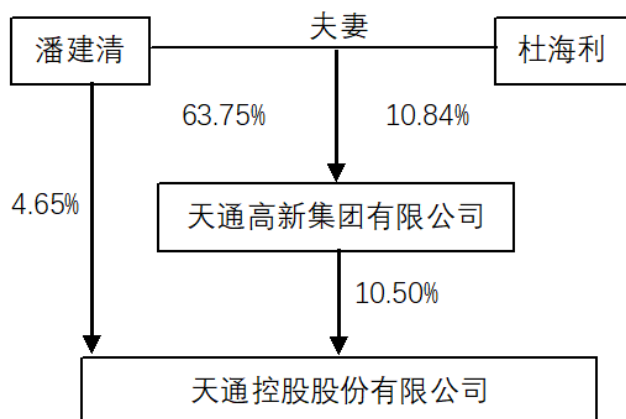 夫妻
潘建清
杜海利
63.75%
10.84%
4.65%
天通高新集团有限公司
10.50%
天通控股股份有限公司